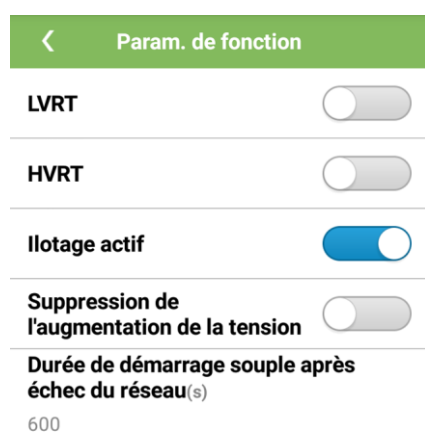 Param. de fonction
LVRT
HVRT
Ilotage actif
Suppression de
l'augmentation de la tension
Durée de démarrage souple après
échec du réseau(s)
600